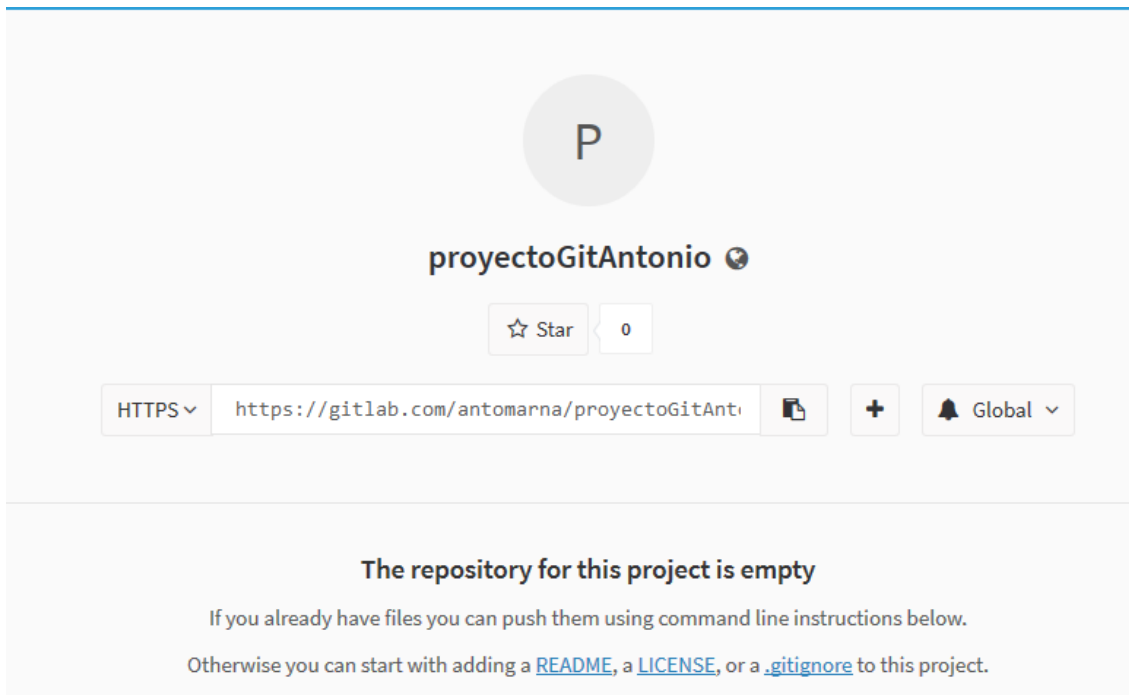 P
proyectoGitAntonio
Star 0
HTTPS https://gitlab.com/antomarna/proyectoGitAnt Global
The repository for this project is empty
If you already have files you can push them using command line instructions below.
Otherwise you can start with adding a README, a LICENSE, or a .gitignore to this project.